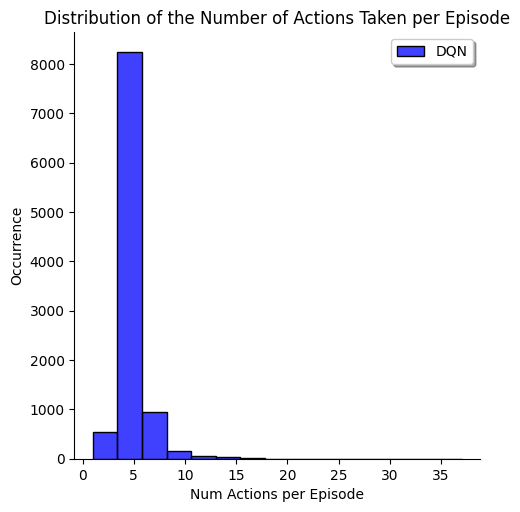 Distribution of the Number of Actions Taken per Episode
DQN
Occurrence
8000
7000
6000
5000
4000
3000
2000
1000
0
0 5 10 15 20 25 30 35
Num Actions per Episode